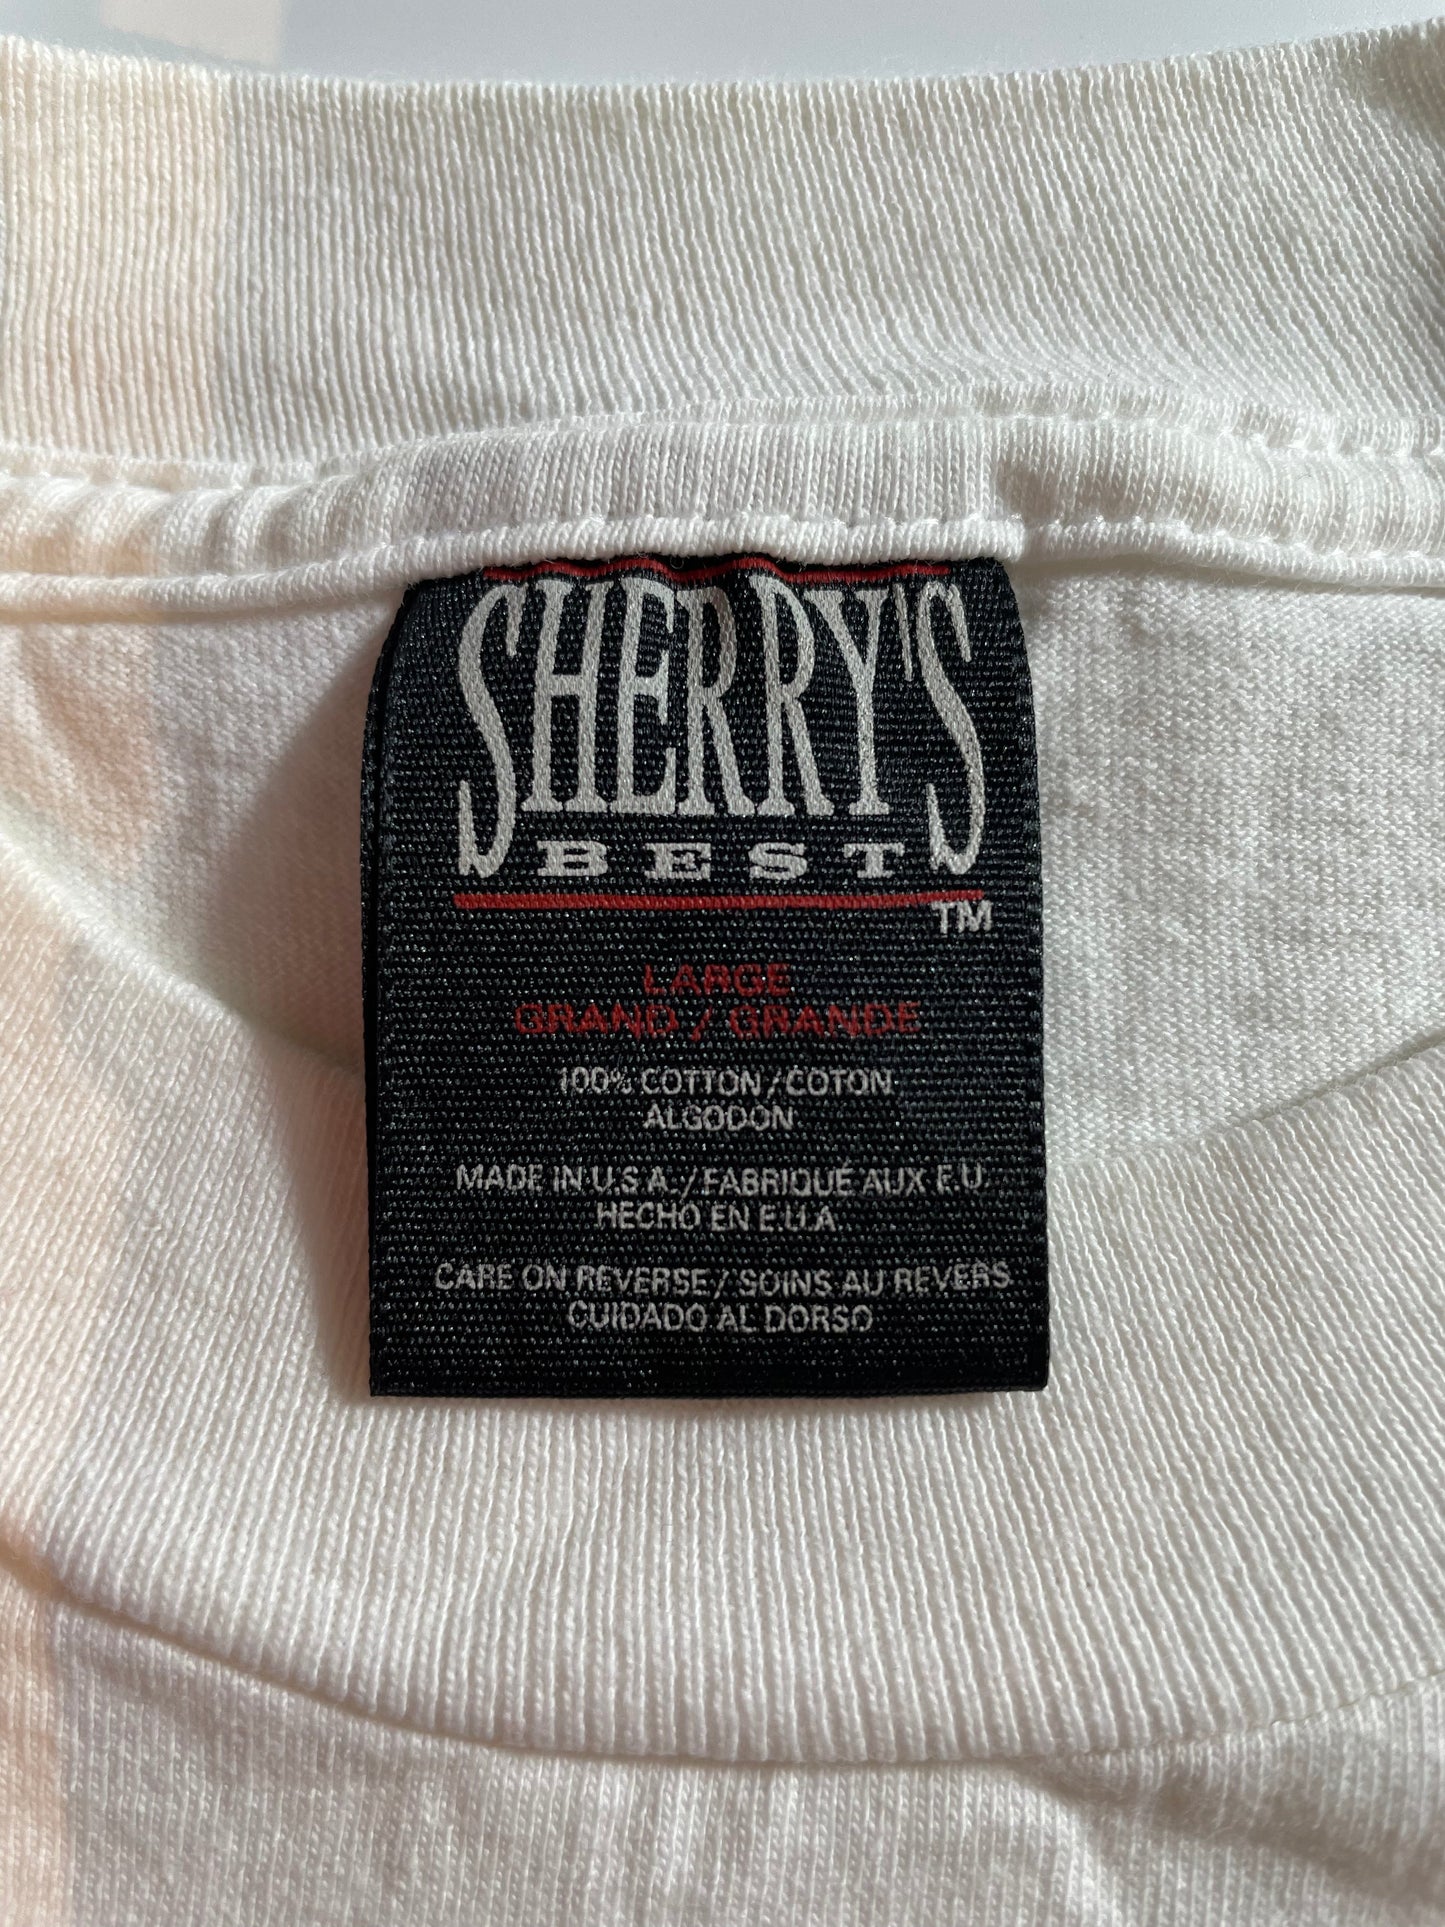 SHERRY'S
BEST
TM
LARGE
GRAND / GRANDE
100% COTTON / COTON
ALGODON
MADE IN U.S.A. / FABRIQUÉ AUX E.U.
HECHO EN E.U.A.
CARE ON REVERSE / SOINS AU REVERS
CUIDADO AL DORSO